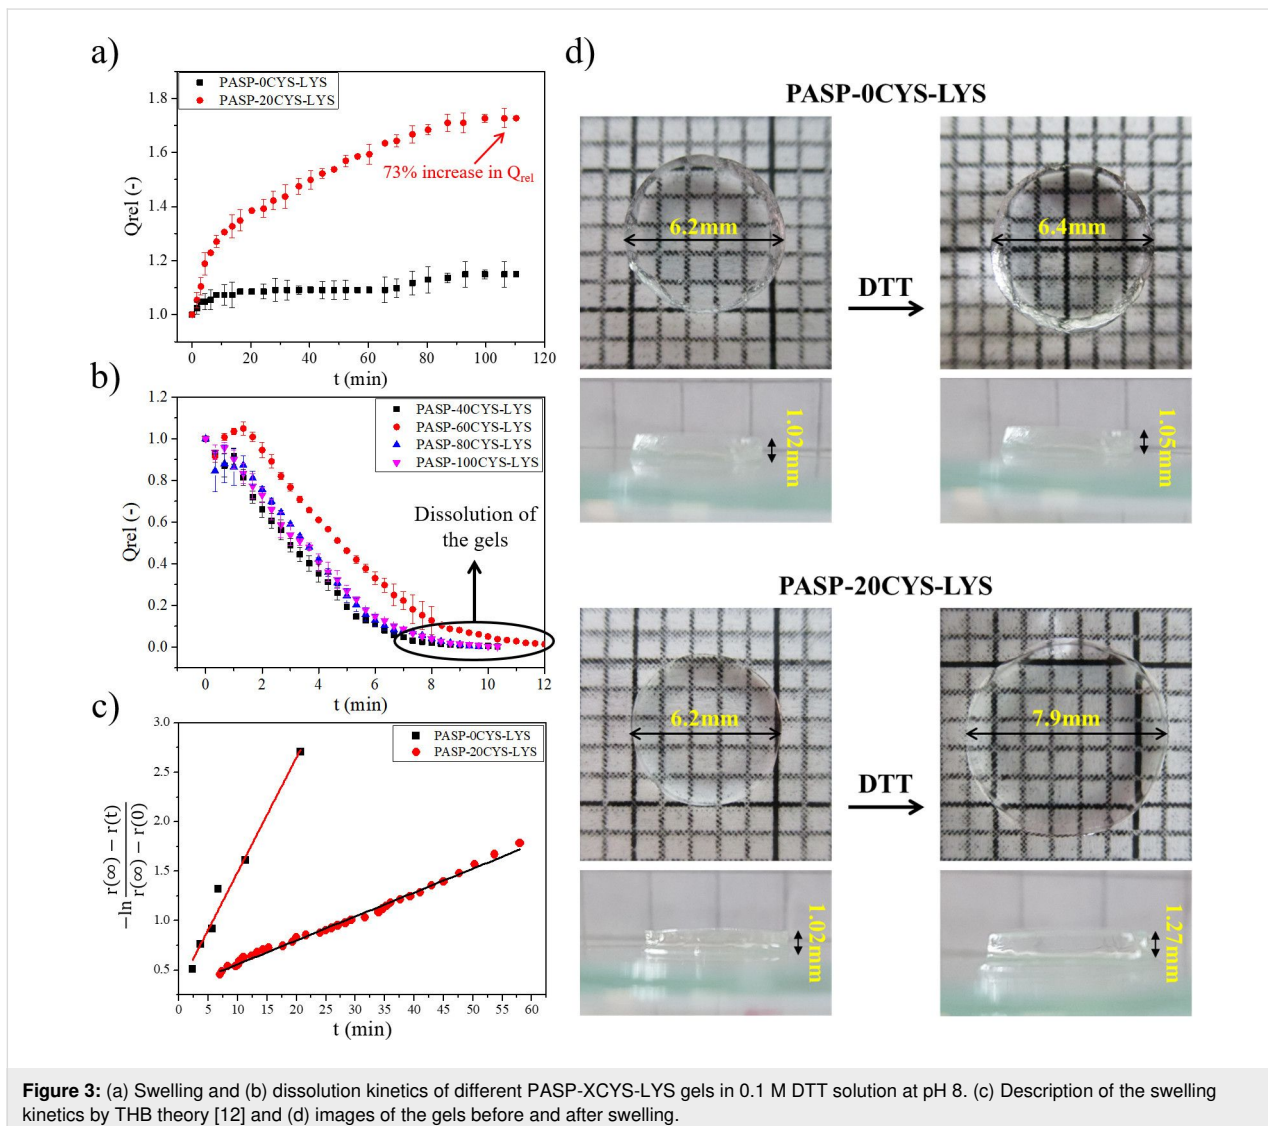 a)
PASP-0CYS-LYS
PASP-20CYS-LYS
1.8
1.6
1.4
1.2
1.0
Qrel (-)
73% increase in Qrel
0 20 40 60 80 100 120
t (min)
b)
PASP-40CYS-LYS
PASP-60CYS-LYS
PASP-80CYS-LYS
PASP-100CYS-LYS
1.2
1.0
0.8
0.6
0.4
0.2
0.0
Qrel (-)
Dissolution of
the gels
0 2 4 6 8 10 12
t (min)
c)
PASP-0CYS-LYS
PASP-20CYS-LYS
3.0
2.5
2.0
1.5
1.0
0.5
−ln r(∞) − r(t)
r(∞) − r(0)
0 5 10 15 20 25 30 35 40 45 50 55 60
t (min)
d)
PASP-0CYS-LYS
6.2mm
DTT
6.4mm
1.02mm
1.05mm
PASP-20CYS-LYS
6.2mm
DTT
7.9mm
1.02mm
1.27mm
Figure 3: (a) Swelling and (b) dissolution kinetics of different PASP-XCYS-LYS gels in 0.1 M DTT solution at pH 8. (c) Description of the swelling
kinetics by THB theory [12] and (d) images of the gels before and after swelling.